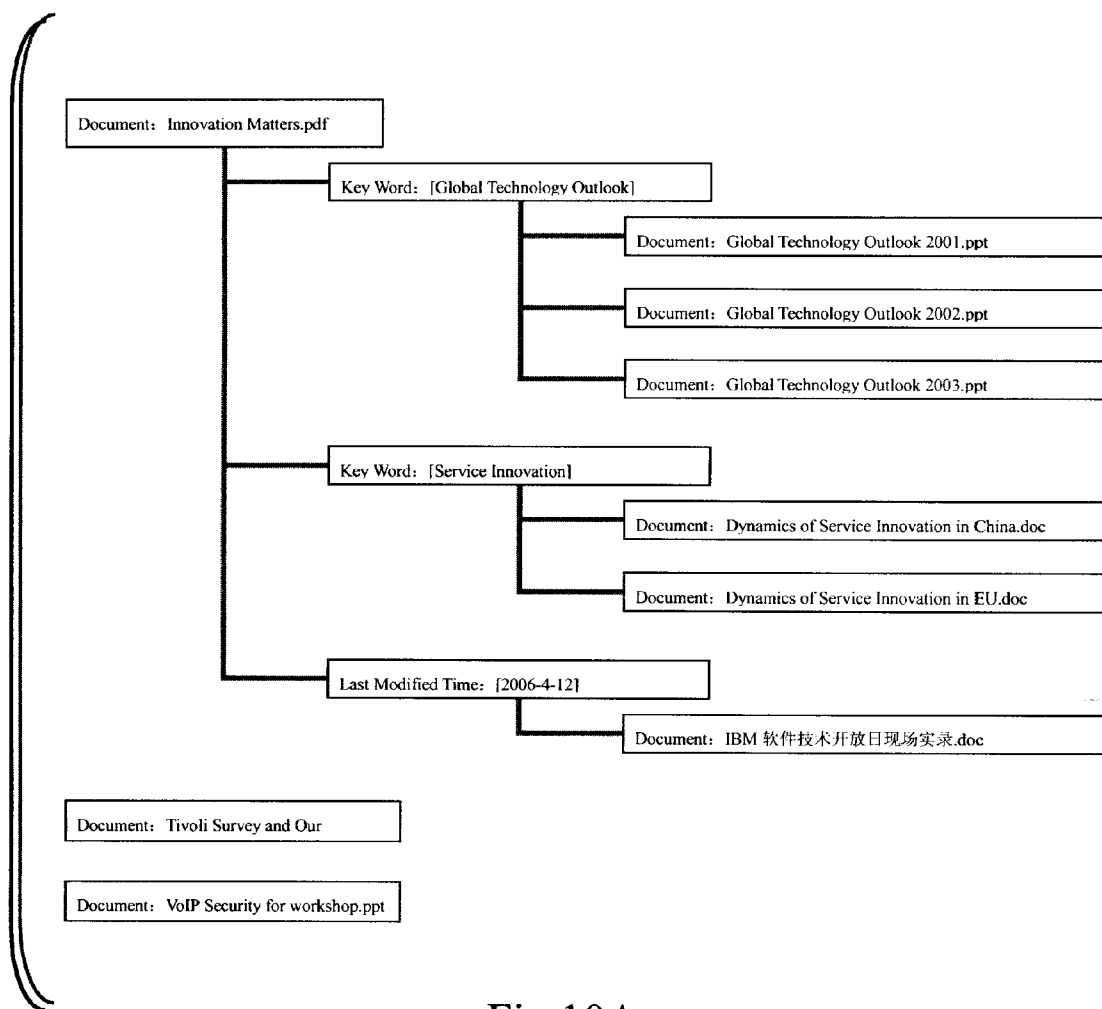 Document: Innovation Matters.pdf
Key Word: [Global Technology Outlook]
Document: Global Technology Outlook 2001.ppt
Document: Global Technology Outlook 2002.ppt
Document: Global Technology Outlook 2003.ppt
Key Word: [Service Innovation]
Document: Dynamics of Service Innovation in China.doc
Document: Dynamics of Service Innovation in EU.doc
Last Modified Time: [2006-4-12]
Document: IBM 软件技术开放日现场实录.doc
Document: Tivoli Survey and Our
Document: VoIP Security for workshop.ppt
Fig.10A